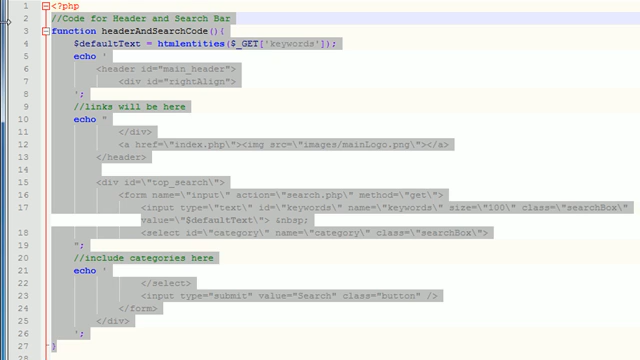 1 <?php
2 //Code for Header and Search Bar
3 function headerAndSearchCode(){
4 $defaultText = htmlentities($_GET['keywords']);
5 echo '
6 <header id="main_header">
7 <div id="rightAlign">
8 ';
9 //links will be here
10 echo "
11 </div>
12 <a href=\"index.php\"><img src=\"images/mainLogo.png\"></a>
13 </header>
14
15 <div id=\"top_search\">
16 <form name=\"input\" action=\"search.php\" method=\"get\">
17 <input type=\"text\" id=\"keywords\" name=\"keywords\" size=\"100\" class=\"searchBox\"
value=\"$defaultText\"> &nbsp;
18 <select id=\"category\" name=\"category\" class=\"searchBox\">
19 ";
20 //include categories here
21 echo '
22 </select>
23 <input type="submit" value="Search" class="button" />
24 </form>
25 </div>
26 ';
27 }
28